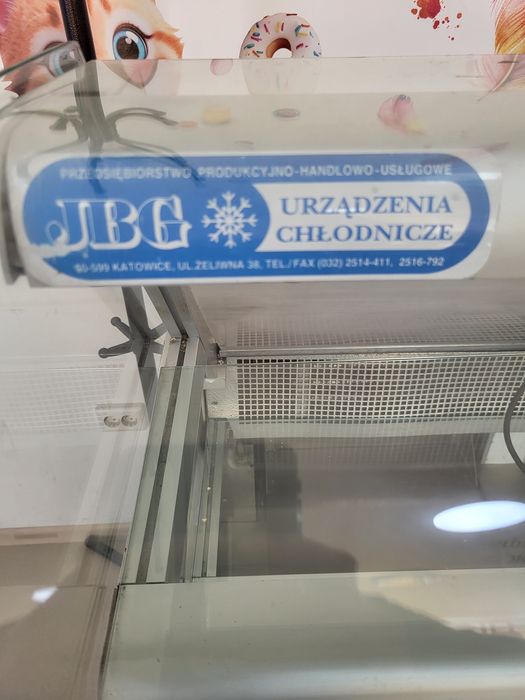 PRZEDSIĘBIORSTWO PRODUKCYJNO-HANDLOWO-USŁUGOWE
JBG
URZĄDZENIA
CHŁODNICZE
40-599 KATOWICE, UL.ŻELIWNA 38, TEL./FAX (032) 2514-411, 2516-792